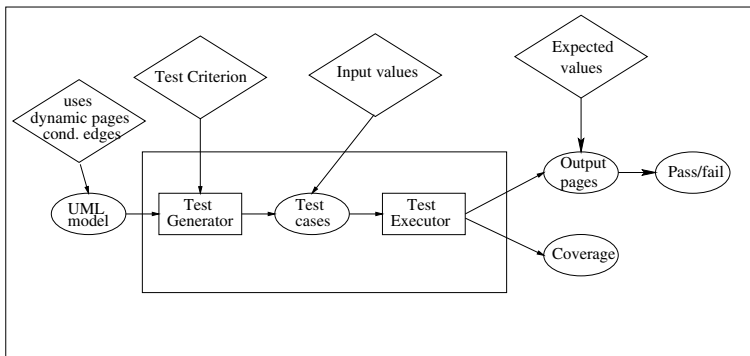 Expected
values
Test Criterion
Input values
uses
dynamic pages
cond. edges
Output
pages
Pass/fail
UML
model
Test
Generator
Test
cases
Test
Executor
Coverage